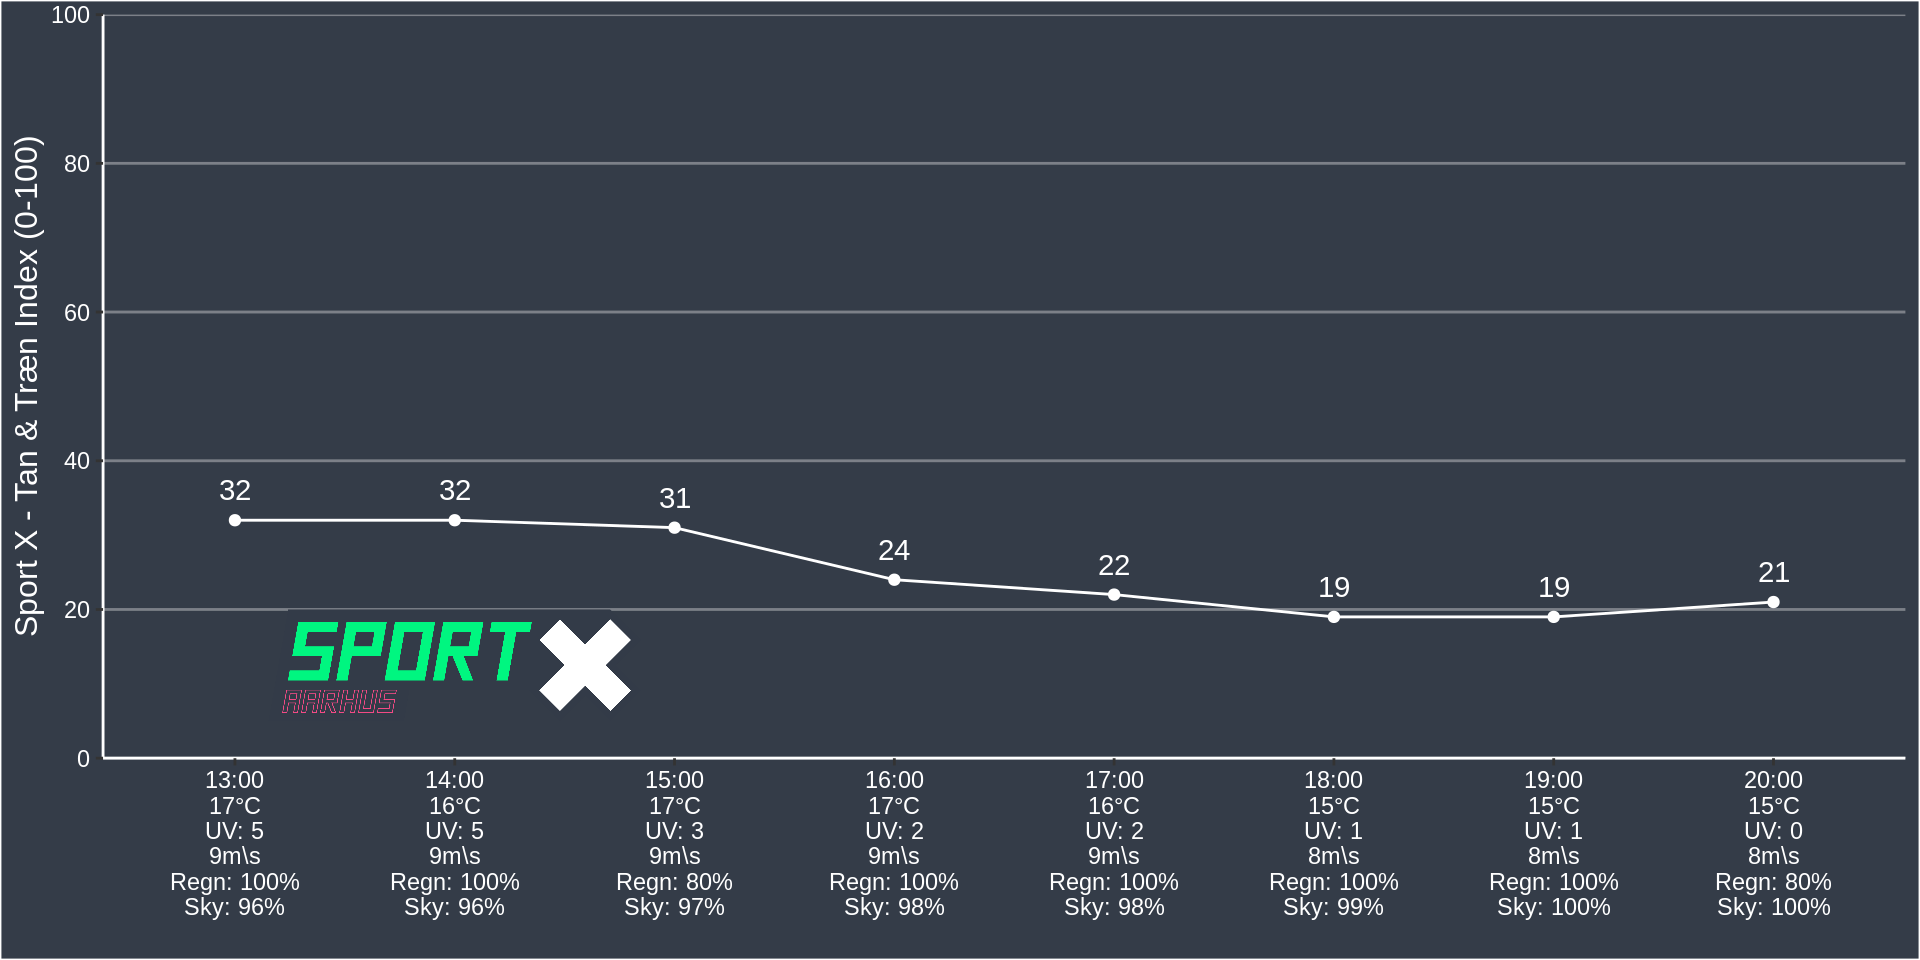 Sport X - Tan & Træn Index (0-100)
100
80
60
40
20
0
32
32
31
24
22
19
19
21
SPORT X
AARHUS
13:00 14:00 15:00 16:00 17:00 18:00 19:00 20:00
17°C 16°C 17°C 17°C 16°C 15°C 15°C 15°C
UV: 5 UV: 5 UV: 3 UV: 2 UV: 2 UV: 1 UV: 1 UV: 0
9m\s 9m\s 9m\s 9m\s 9m\s 8m\s 8m\s 8m\s
Regn: 100% Regn: 100% Regn: 80% Regn: 100% Regn: 100% Regn: 100% Regn: 100% Regn: 80%
Sky: 96% Sky: 96% Sky: 97% Sky: 98% Sky: 98% Sky: 99% Sky: 100% Sky: 100%